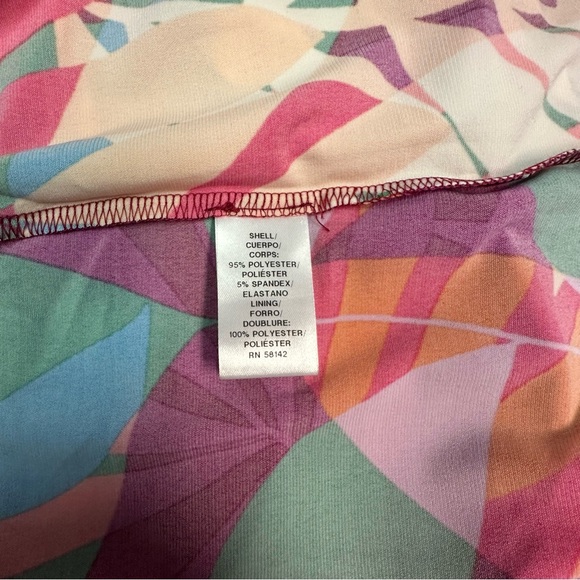 SHELL/
CUERPO/
CORPS:
95% POLYESTER/
POLIÉSTER
5% SPANDEX/
ELASTANO
LINING/
FORRO/
DOUBLURE:
100% POLYESTER/
POLIÉSTER
RN 58142